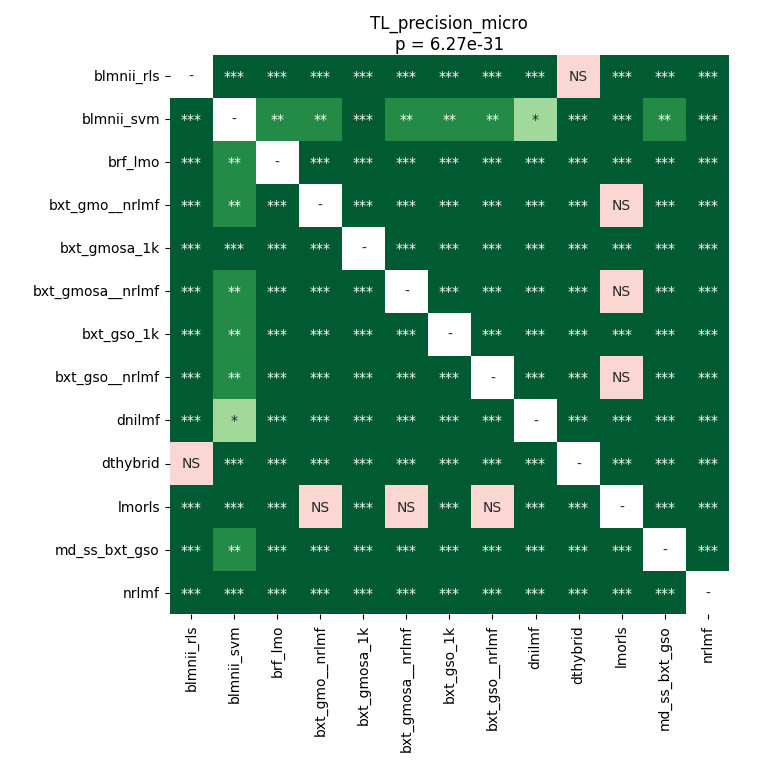 TL_precision_micro
p = 6.27e-31
blmnii_rls - *** *** *** *** *** *** *** *** NS *** *** ***
blmnii_svm *** - ** ** *** ** ** ** * *** *** ** ***
brf_lmo *** ** - *** *** *** *** *** *** *** *** *** ***
bxt_gmo__nrlmf *** ** *** - *** *** *** *** *** *** NS *** ***
bxt_gmosa_1k *** *** *** *** - *** *** *** *** *** *** *** ***
bxt_gmosa__nrlmf *** ** *** *** *** - *** *** *** *** NS *** ***
bxt_gso_1k *** ** *** *** *** *** - *** *** *** *** *** ***
bxt_gso__nrlmf *** ** *** *** *** *** *** - *** *** NS *** ***
dnilmf *** * *** *** *** *** *** *** - *** *** *** ***
dthybrid NS *** *** *** *** *** *** *** *** - *** *** ***
lmorls *** *** *** NS *** NS *** NS *** *** - *** ***
md_ss_bxt_gso *** ** *** *** *** *** *** *** *** *** *** - ***
nrlmf *** *** *** *** *** *** *** *** *** *** *** *** -
blmnii_rls
blmnii_svm
brf_lmo
bxt_gmo__nrlmf
bxt_gmosa_1k
bxt_gmosa__nrlmf
bxt_gso_1k
bxt_gso__nrlmf
dnilmf
dthybrid
lmorls
md_ss_bxt_gso
nrlmf